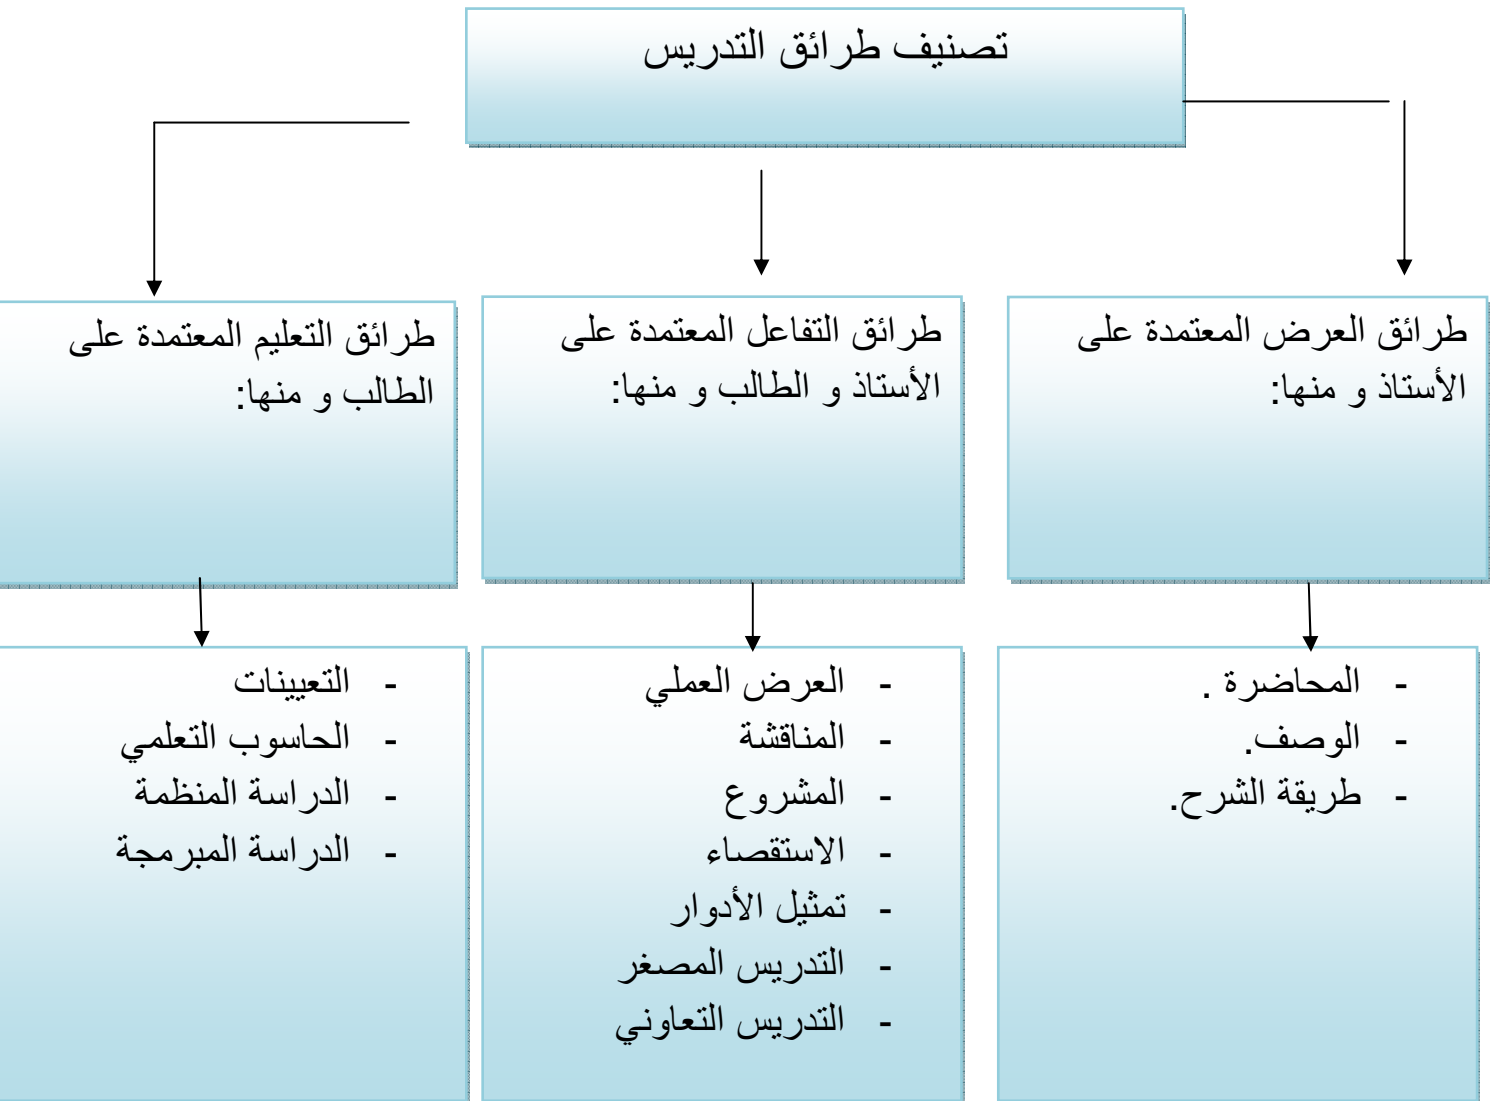 تصنيف طرائق التدريس
طرائق العرض المعتمدة على
الأستاذ و منها:
طرائق التفاعل المعتمدة على
الأستاذ و الطالب و منها:
طرائق التعليم المعتمدة على
الطالب و منها:
- المحاضرة .
- الوصف.
- طريقة الشرح.
- العرض العملي
- المناقشة
- المشروع
- الاستقصاء
- تمثيل الأدوار
- التدريس المصغر
- التدريس التعاوني
- التعيينات
- الحاسوب التعلمي
- الدراسة المنظمة
- الدراسة المبرمجة